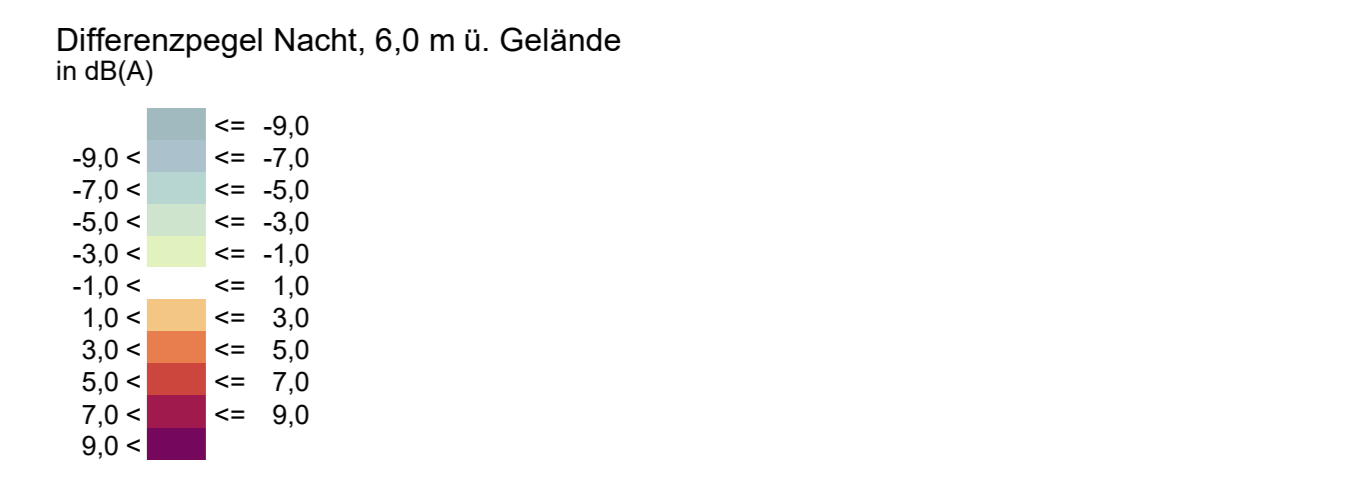 Differenzpegel Nacht, 6,0 m ü. Gelände
in dB(A)
<= -9,0
-9,0 < <= -7,0
-7,0 < <= -5,0
-5,0 < <= -3,0
-3,0 < <= -1,0
-1,0 < <= 1,0
1,0 < <= 3,0
3,0 < <= 5,0
5,0 < <= 7,0
7,0 < <= 9,0
9,0 <